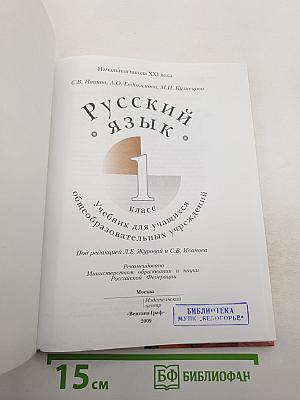 Начальная школа XXI века
С.В. Иванов, А.О. Евдокимова, М.И. Кузнецова
Русский
язык
1
класс
Учебник для учащихся
общеобразовательных учреждений
Под редакцией Л.Е. Журовой и С.В. Иванова
Рекомендовано
Министерством образования и науки
Российской Федерации
Москва
Издательский
центр
«Вентана-Граф»
2009
БИБЛИОТЕКА
МУПК "БЕЛОГОРЬЕ"
15 см
БФ БИБЛИОФАН